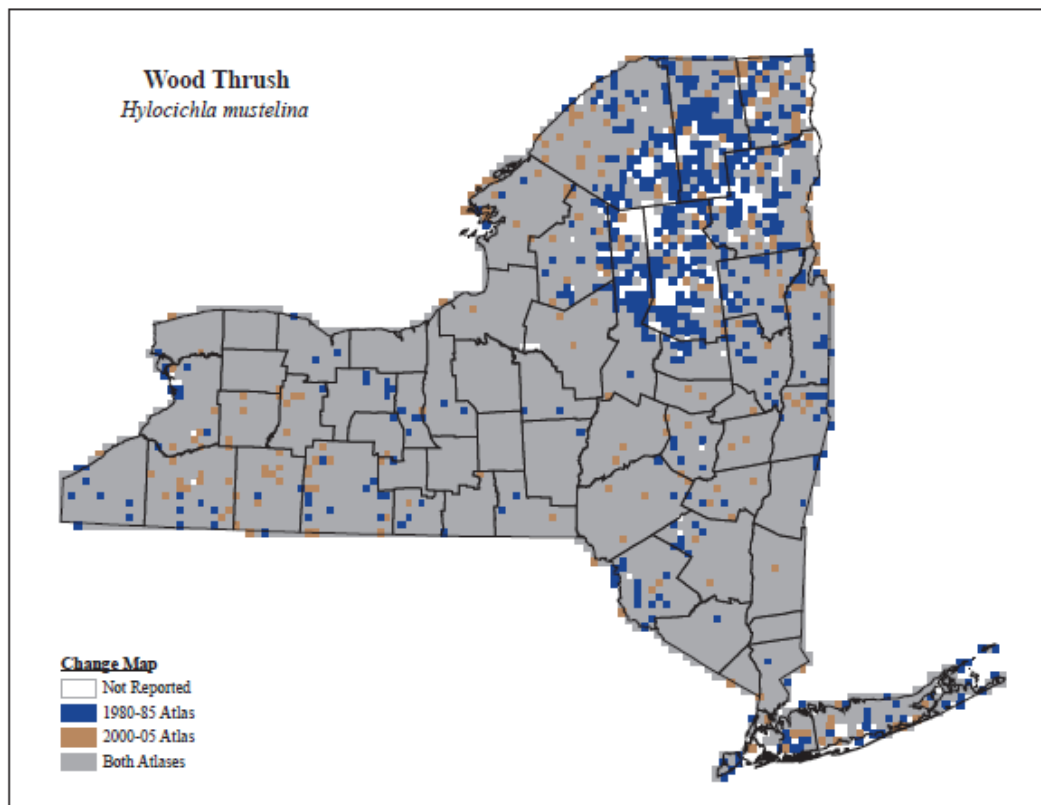 Wood Thrush
Hylocichla mustelina
Change Map
Not Reported
1980-85 Atlas
2000-05 Atlas
Both Atlases